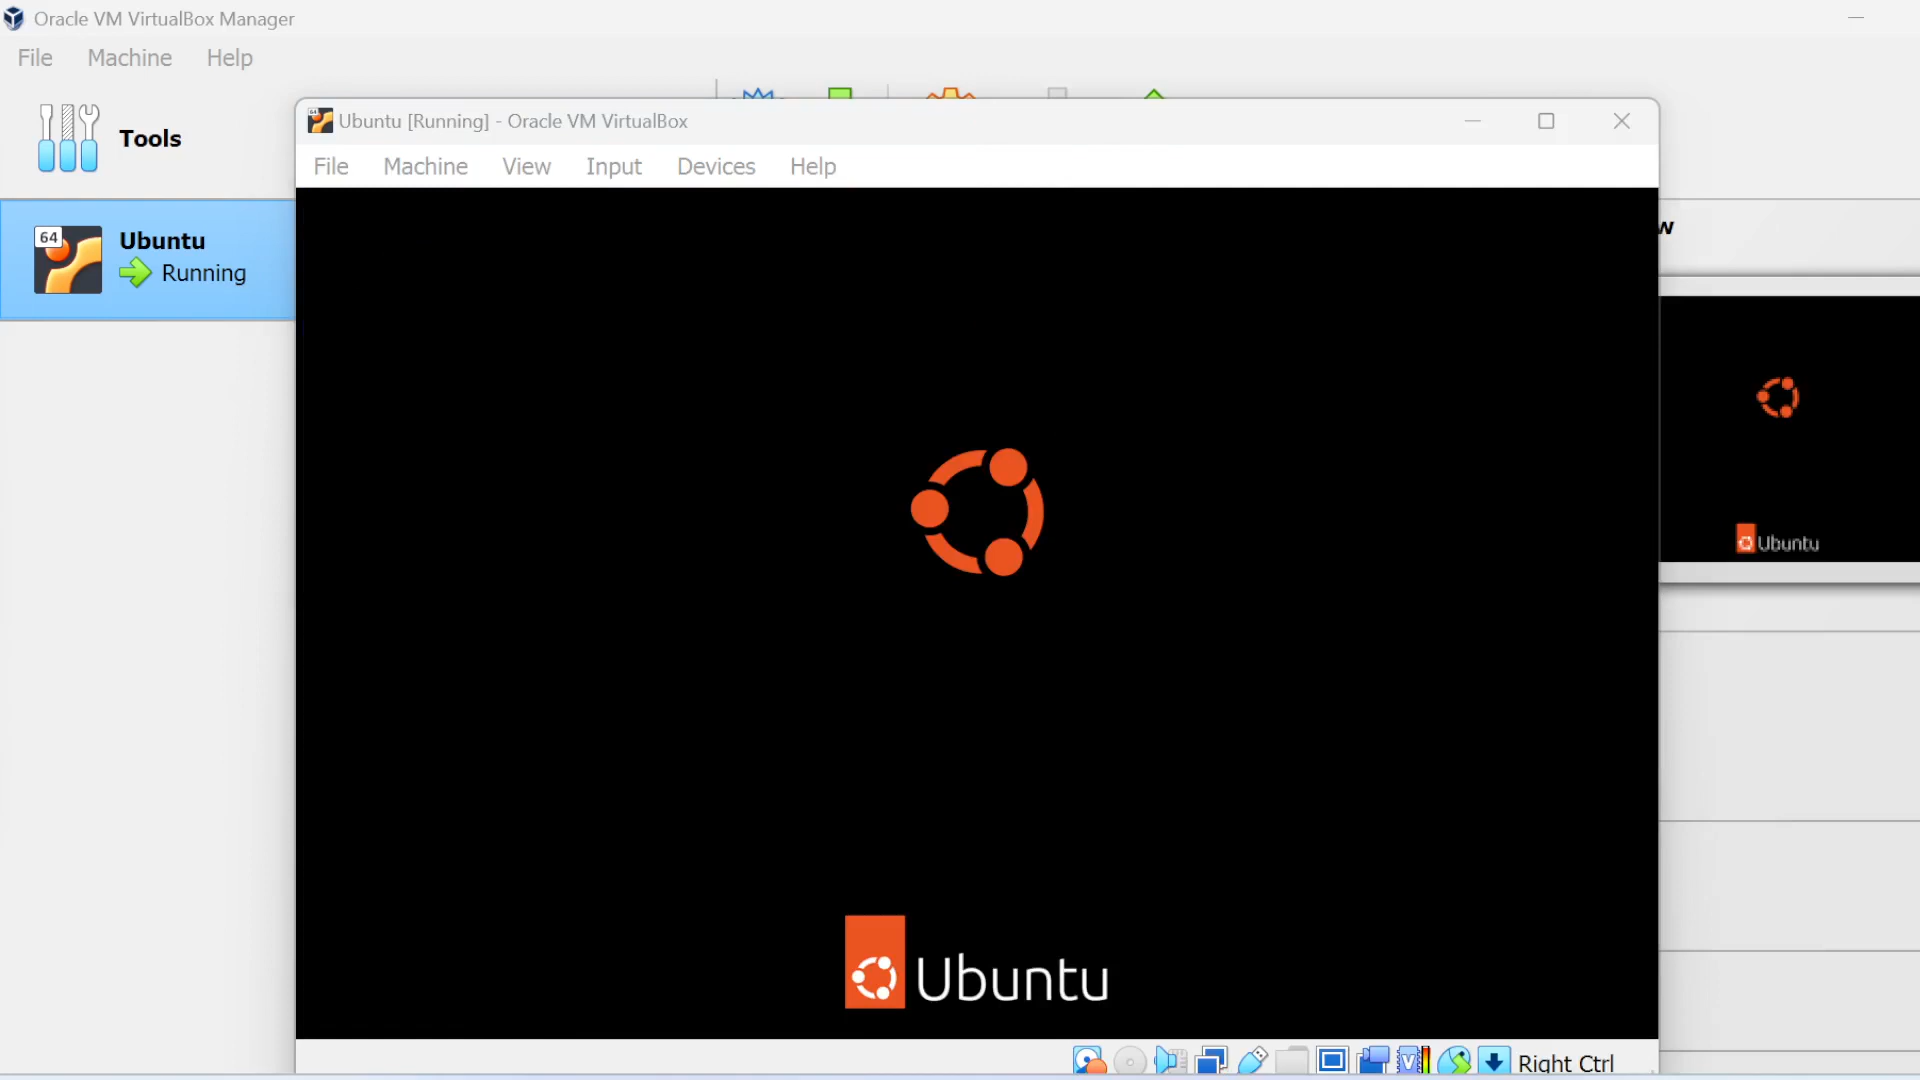 Oracle VM VirtualBox Manager
File Machine Help
Tools
Ubuntu [Running] - Oracle VM VirtualBox
File Machine View Input Devices Help
64 Ubuntu
Running
w
Ubuntu
Ubuntu
V
Right Ctrl